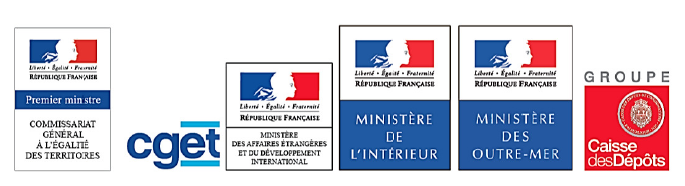 Liberté · Égalité · Fraternité
RÉPUBLIQUE FRANÇAISE
Premier ministre
COMMISSARIAT
GÉNÉRAL
À L'ÉGALITÉ
DES TERRITOIRES
cget
Liberté · Égalité · Fraternité
RÉPUBLIQUE FRANÇAISE
MINISTÈRE
DES AFFAIRES ÉTRANGÈRES
ET DU DÉVELOPPEMENT
INTERNATIONAL
Liberté · Égalité · Fraternité
RÉPUBLIQUE FRANÇAISE
MINISTÈRE
DE
L'INTÉRIEUR
Liberté · Égalité · Fraternité
RÉPUBLIQUE FRANÇAISE
MINISTÈRE
DES
OUTRE-MER
GROUPE
Caisse
desDépôts